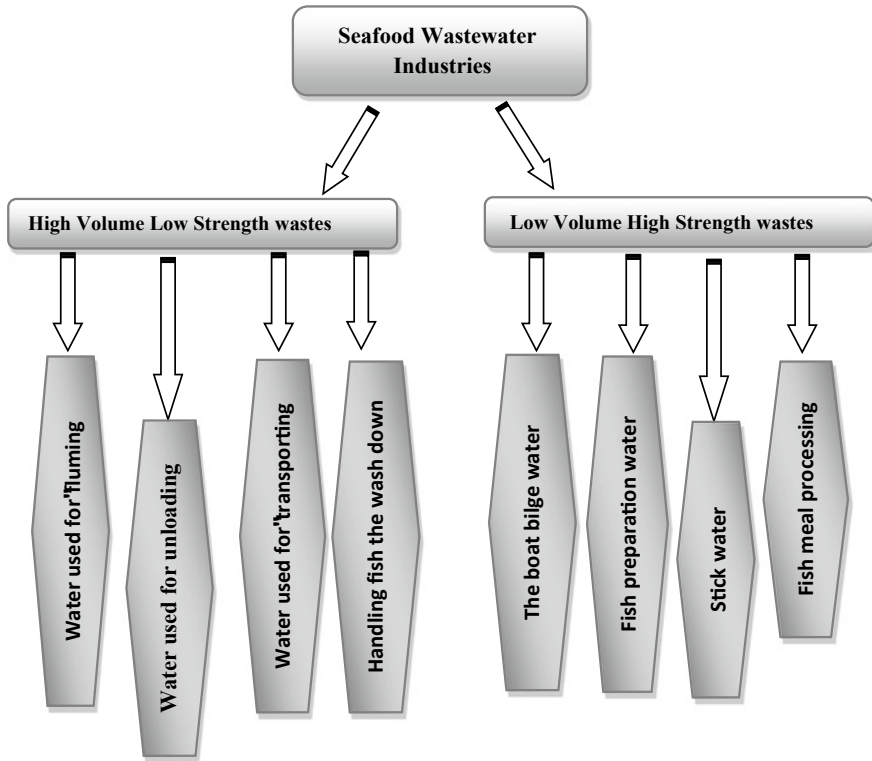 Seafood Wastewater
Industries
High Volume Low Strength wastes
Low Volume High Strength wastes
Water used for"fluming
Water used for unloading
Water used for"transporting
Handling fish the wash down
The boat bilge water
Fish preparation water
Stick water
Fish meal processing